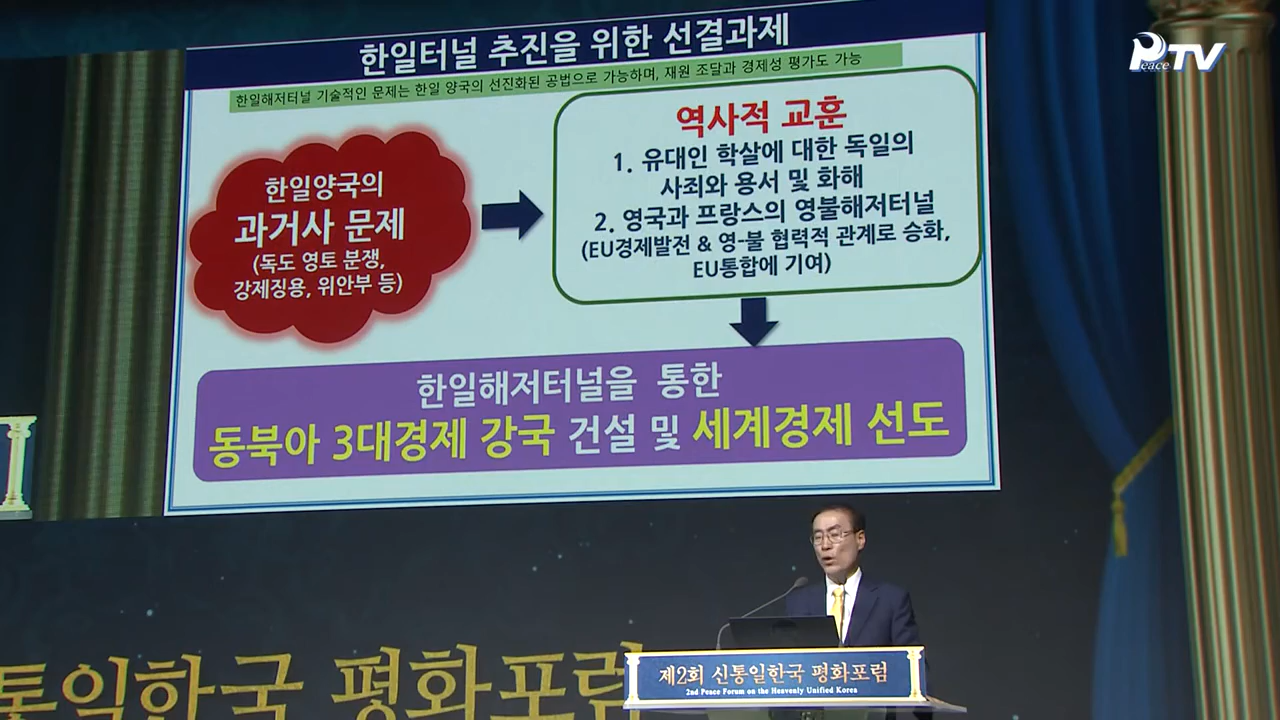 한일터널 추진을 위한 선결과제
한일해저터널 기술적인 문제는 한일 양국의 선진화된 공법으로 가능하며, 재원 조달과 경제성 평가도 가능
한일양국의
과거사 문제
(독도 영토 분쟁,
강제징용, 위안부 등)
역사적 교훈
1. 유대인 학살에 대한 독일의
사죄와 용서 및 화해
2. 영국과 프랑스의 영불해저터널
(EU경제발전 & 영-불 협력적 관계로 승화,
EU통합에 기여)
한일해저터널을 통한
동북아 3대경제 강국 건설 및 세계경제 선도
Peace TV
통일한국 평화포럼
제2회 신통일한국 평화포럼
2nd Peace Forum on the Heavenly Unified Korea